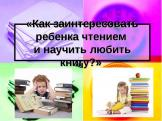 «Как заинтересовать
ребенка чтением
и научить любить
книгу?»